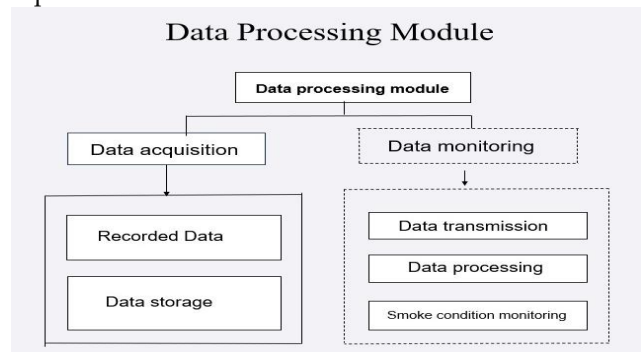 Data Processing Module
Data processing module
Data acquisition
Data monitoring
Recorded Data
Data storage
Data transmission
Data processing
Smoke condition monitoring